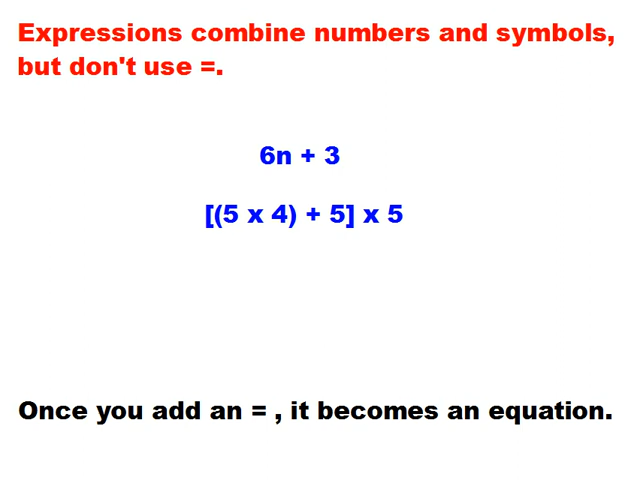 Expressions combine numbers and symbols,
but don't use =.
6n + 3
[(5 x 4) + 5] x 5
Once you add an = , it becomes an equation.